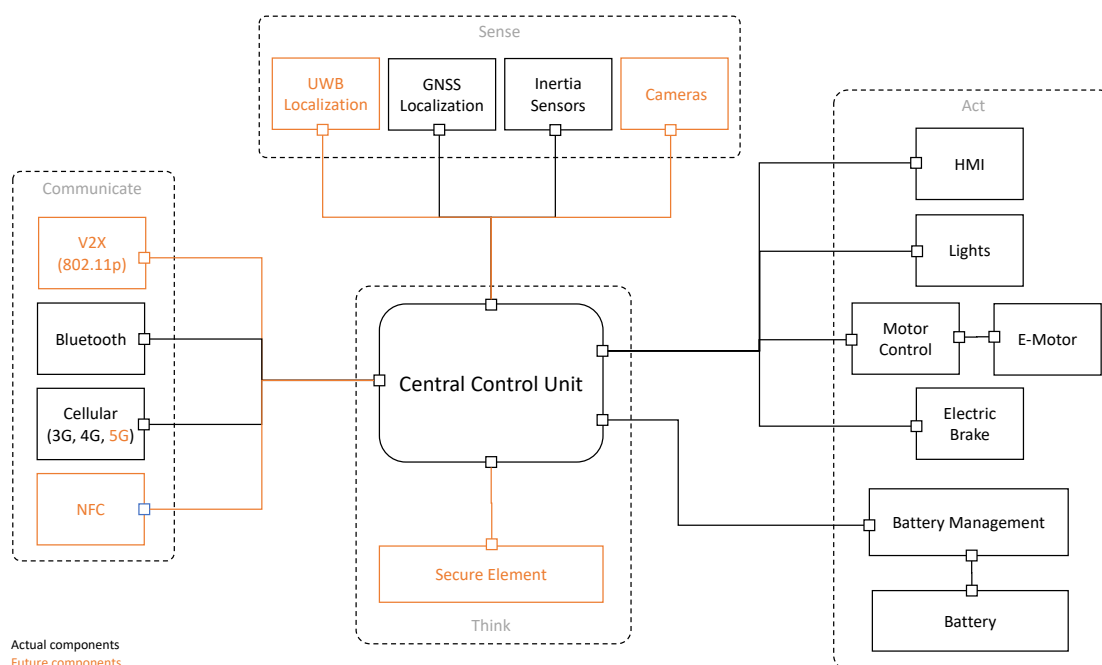 Sense
UWB
Localization
GNSS
Localization
Inertia
Sensors
Cameras
Communicate
V2X
(802.11p)
Bluetooth
Cellular
(3G, 4G, 5G)
NFC
Central Control Unit
Secure Element
Think
Act
HMI
Lights
Motor
Control
E-Motor
Electric
Brake
Battery Management
Battery
Actual components
Future components